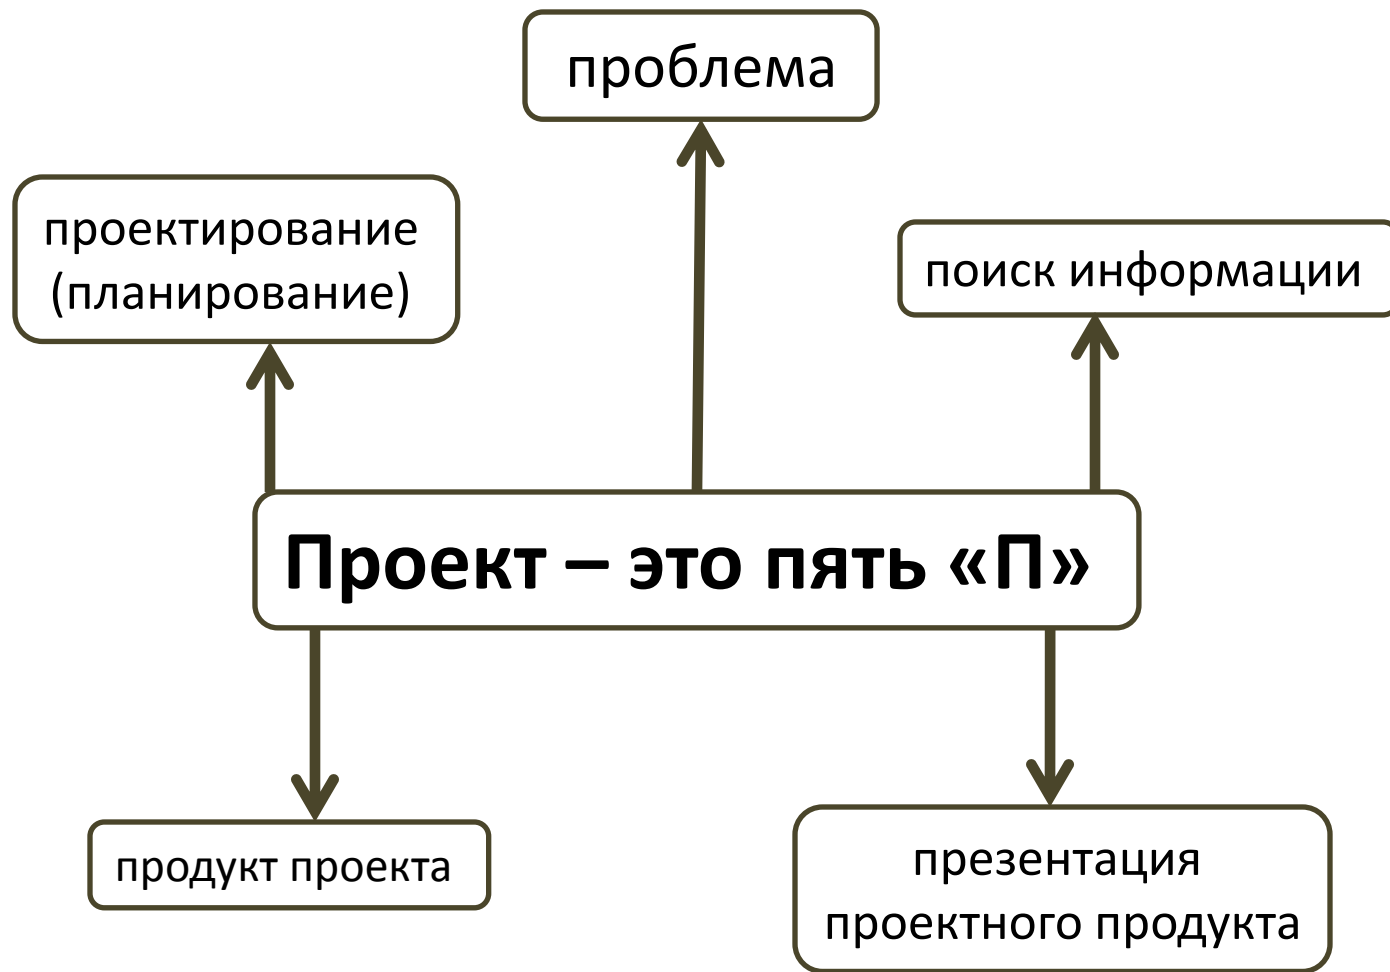 проблема
проектирование
(планирование)
поиск информации
Проект – это пять «П»
продукт проекта
презентация
проектного продукта